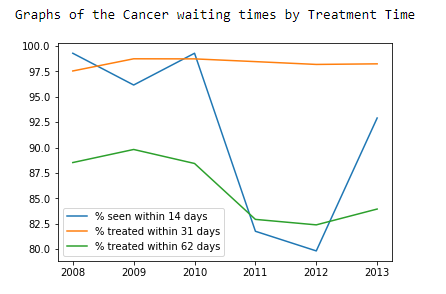 Graphs of the Cancer waiting times by Treatment Time
100.0
97.5
95.0
92.5
90.0
87.5
85.0
82.5
80.0
% seen within 14 days
% treated within 31 days
% treated within 62 days
2008 2009 2010 2011 2012 2013